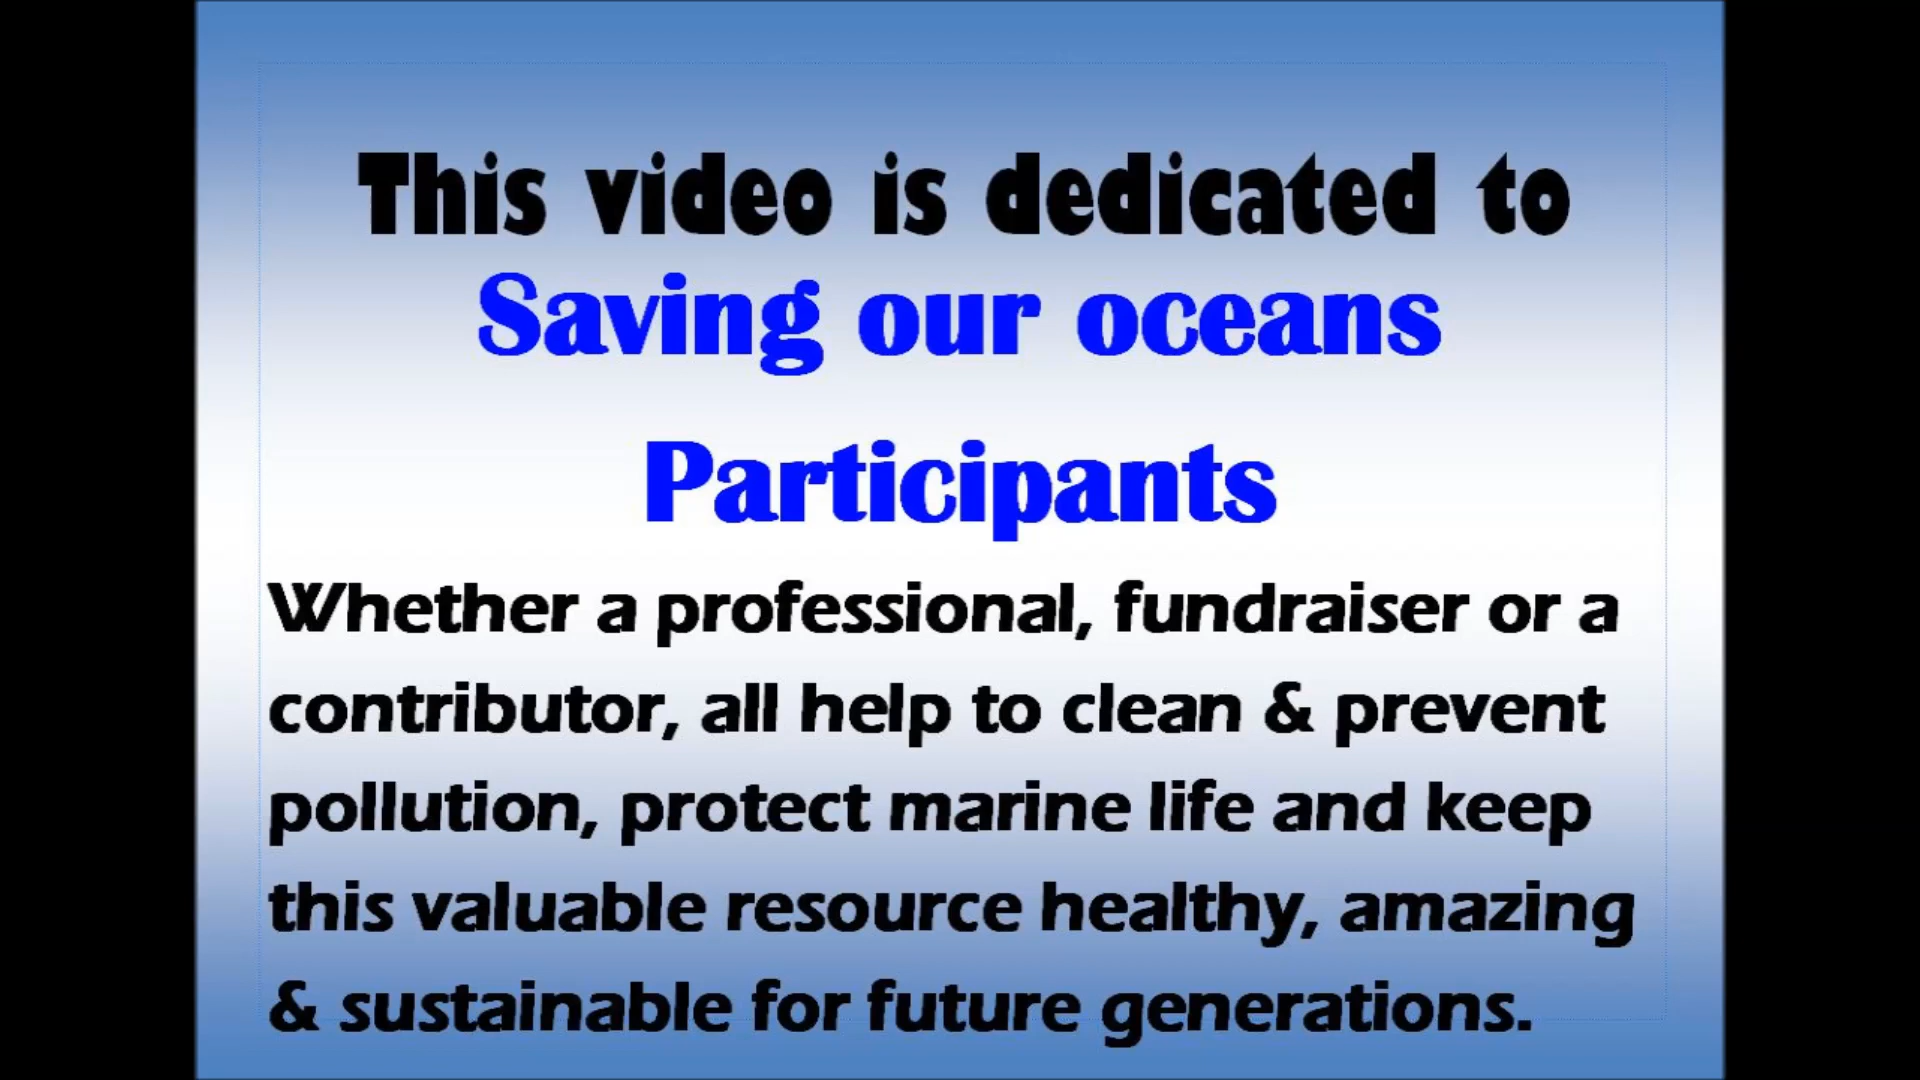 This video is dedicated to
Saving our oceans
Participants
Whether a professional, fundraiser or a
contributor, all help to clean & prevent
pollution, protect marine life and keep
this valuable resource healthy, amazing
& sustainable for future generations.